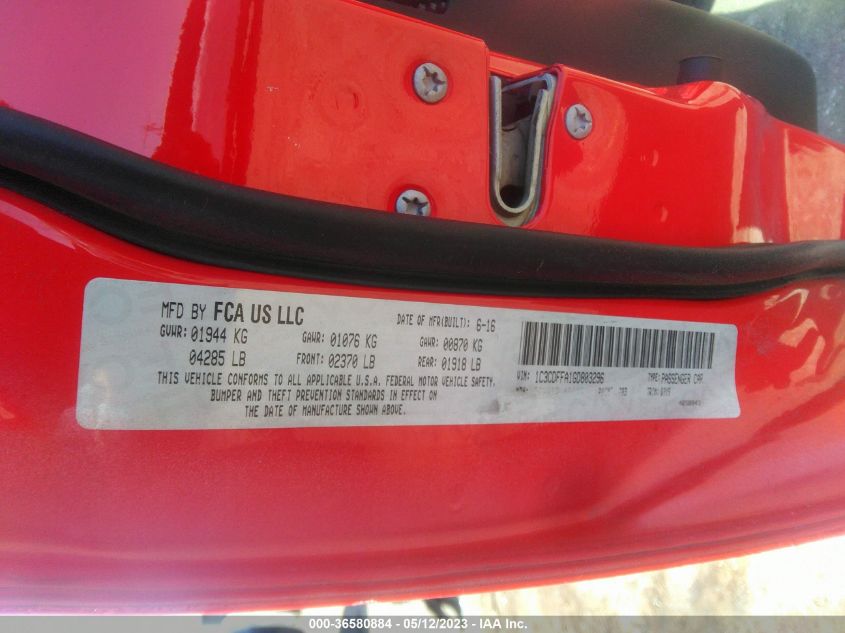 MFD BY FCA US LLC
DATE OF MFR(BUILT): 6-16
GVWR: 01944 KG
GAWR: 01076 KG
GAWR: 00870 KG
04285 LB
FRONT: 02370 LB
REAR: 01918 LB
THIS VEHICLE CONFORMS TO ALL APPLICABLE U.S.A. FEDERAL MOTOR VEHICLE SAFETY,
BUMPER AND THEFT PREVENTION STANDARDS IN EFFECT ON
THE DATE OF MANUFACTURE SHOWN ABOVE.
VIN: 1C3CDFFA1GD803296
TYPE: PASSENGER CAR
000-36580884 - 05/12/2023 - © IAA Inc.